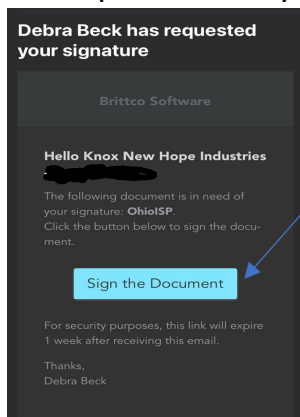 Debra Beck has requested
your signature
Brittco Software
Hello Knox New Hope Industries
The following document is in need of
your signature: OhioISP.
Click the button below to sign the docu-
ment.
Sign the Document
For security purposes, this link will expire
1 week after receiving this email.
Thanks,
Debra Beck